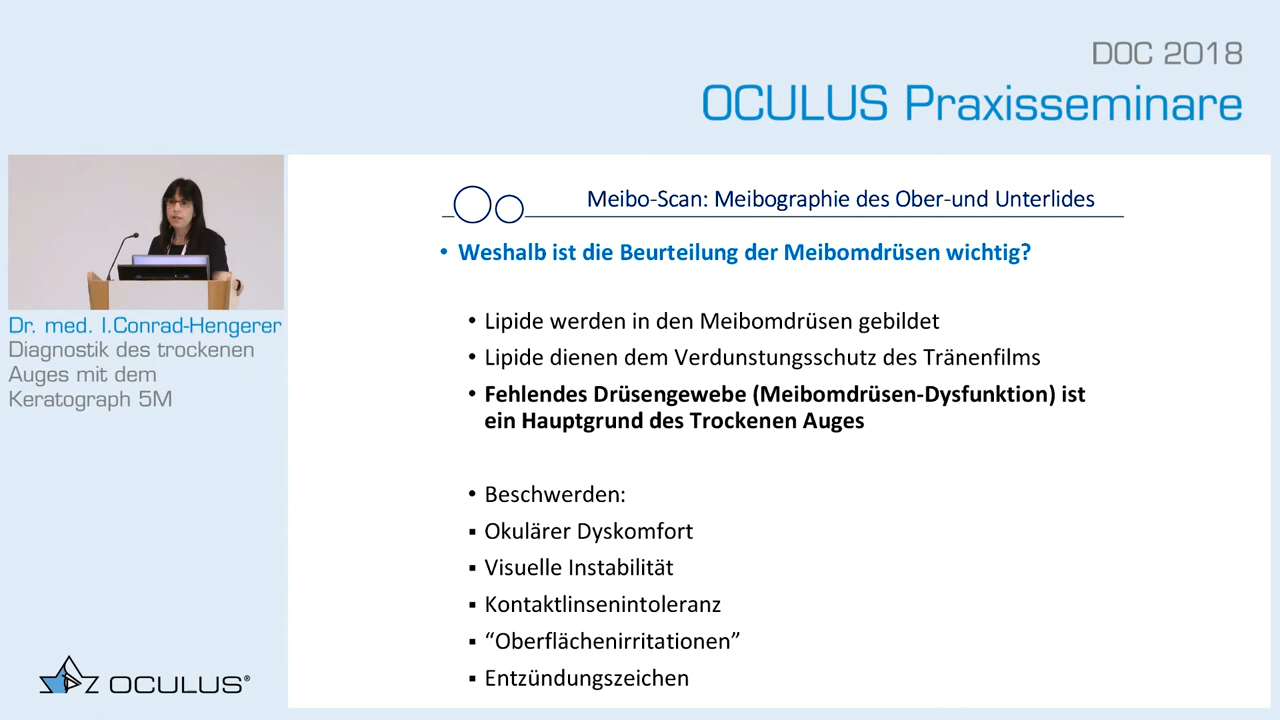 DOC 2018
OCULUS Praxisseminare
Dr. med. I.Conrad-Hengerer
Diagnostik des trockenen
Auges mit dem
Keratograph 5M
Meibo-Scan: Meibographie des Ober-und Unterlides
• Weshalb ist die Beurteilung der Meibomdrüsen wichtig?
• Lipide werden in den Meibomdrüsen gebildet
• Lipide dienen dem Verdunstungsschutz des Tränenfilms
• Fehlendes Drüsengewebe (Meibomdrüsen-Dysfunktion) ist
ein Hauptgrund des Trockenen Auges
• Beschwerden:
▪ Okulärer Dyskomfort
▪ Visuelle Instabilität
▪ Kontaktlinsenintoleranz
▪ “Oberflächenirritationen”
▪ Entzündungszeichen
OCULUS®